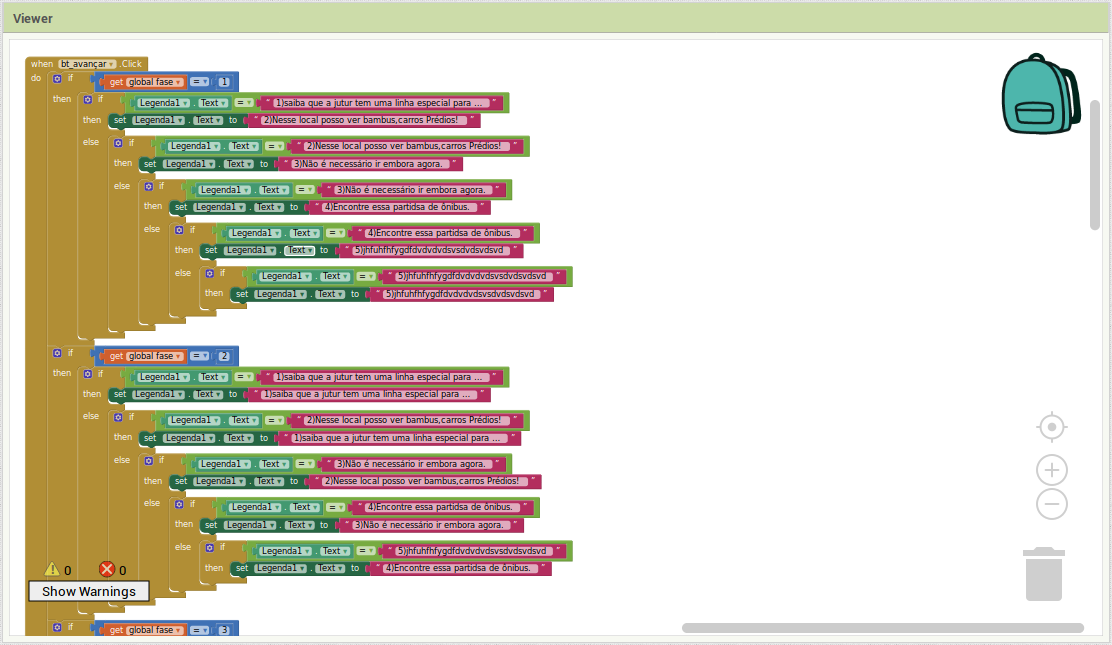 Viewer
when bt_avançar .Click
do if get global fase = 1
then if Legenda1 . Text = " 1)saiba que a jutur tem uma linha especial para ... "
then set Legenda1 . Text to " 2)Nesse local posso ver bambus,carros Prédios! "
else if Legenda1 . Text = " 2)Nesse local posso ver bambus,carros Prédios! "
then set Legenda1 . Text to " 3)Não é necessário ir embora agora. "
else if Legenda1 . Text = " 3)Não é necessário ir embora agora. "
then set Legenda1 . Text to " 4)Encontre essa partidsa de ônibus. "
else if Legenda1 . Text = " 4)Encontre essa partidsa de ônibus. "
then set Legenda1 . Text to " 5)jhfuhfhfygdfdvdvdvdsvsdvdsvdsvd "
else if Legenda1 . Text = " 5)jhfuhfhfygdfdvdvdvdsvsdvdsvdsvd "
then set Legenda1 . Text to " 5)jhfuhfhfygdfdvdvdvdsvsdvdsvdsvd "
if get global fase = 2
then if Legenda1 . Text = " 1)saiba que a jutur tem uma linha especial para ... "
then set Legenda1 . Text to " 1)saiba que a jutur tem uma linha especial para ... "
else if Legenda1 . Text = " 2)Nesse local posso ver bambus,carros Prédios! "
then set Legenda1 . Text to " 1)saiba que a jutur tem uma linha especial para ... "
else if Legenda1 . Text = " 3)Não é necessário ir embora agora. "
then set Legenda1 . Text to " 2)Nesse local posso ver bambus,carros Prédios! "
else if Legenda1 . Text = " 4)Encontre essa partidsa de ônibus. "
then set Legenda1 . Text to " 3)Não é necessário ir embora agora. "
else if Legenda1 . Text = " 5)jhfuhfhfygdfdvdvdvdsvsdvdsvdsvd "
then set Legenda1 . Text to " 4)Encontre essa partidsa de ônibus. "
0 0
Show Warnings
if get global fase = 3